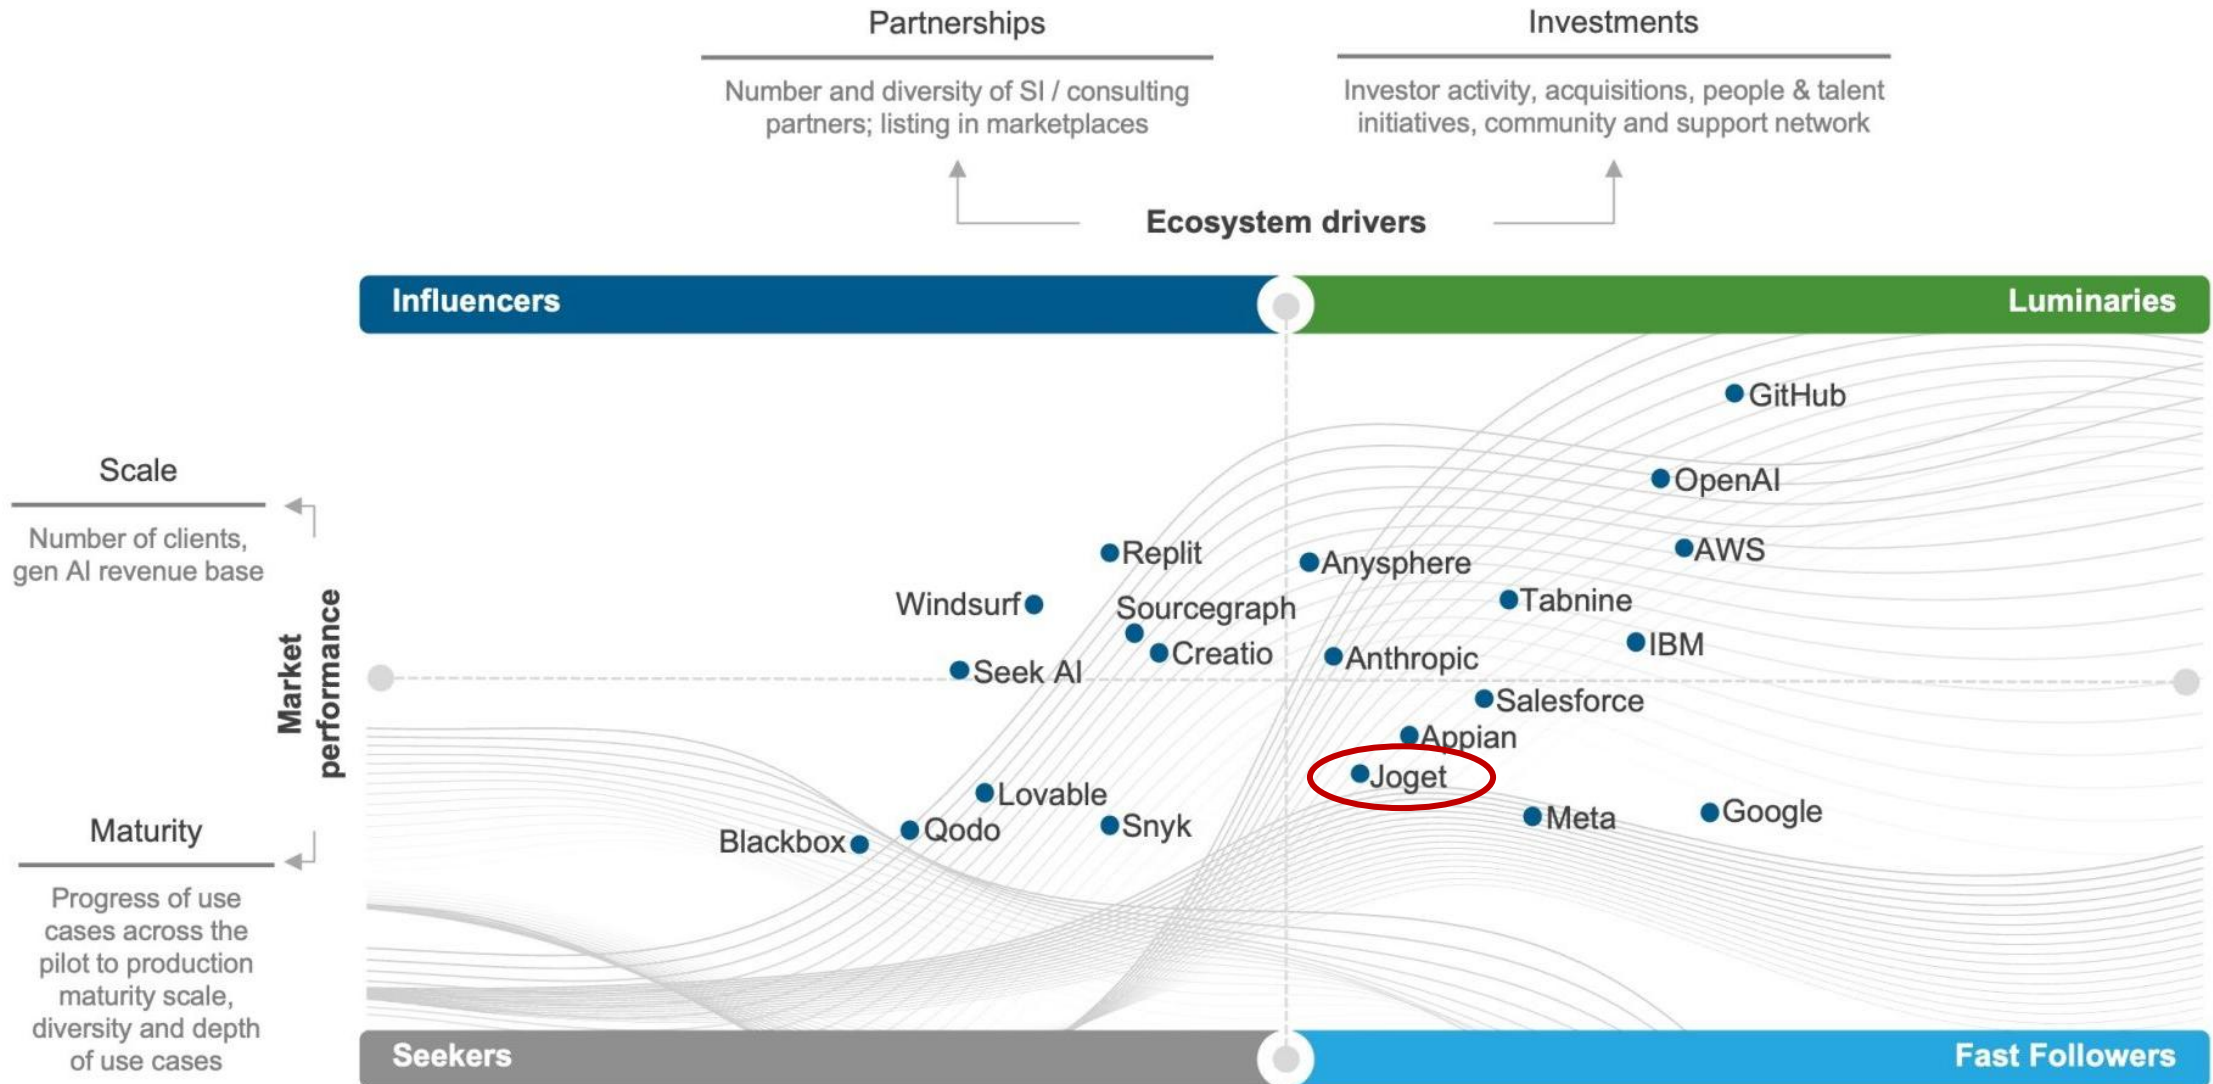 Partnerships
Number and diversity of SI / consulting
partners; listing in marketplaces
Investments
Investor activity, acquisitions, people & talent
initiatives, community and support network
Ecosystem drivers
Influencers
Luminaries
Scale
Number of clients,
gen AI revenue base
Market
performance
Maturity
Progress of use
cases across the
pilot to production
maturity scale,
diversity and depth
of use cases
GitHub
OpenAI
AWS
Replit
Anysphere
Windsurf
Sourcegraph
Tabnine
Creatio
IBM
Seek AI
Anthropic
Salesforce
Appian
Joget
Lovable
Meta
Google
Blackbox
Qodo
Snyk
Seekers
Fast Followers